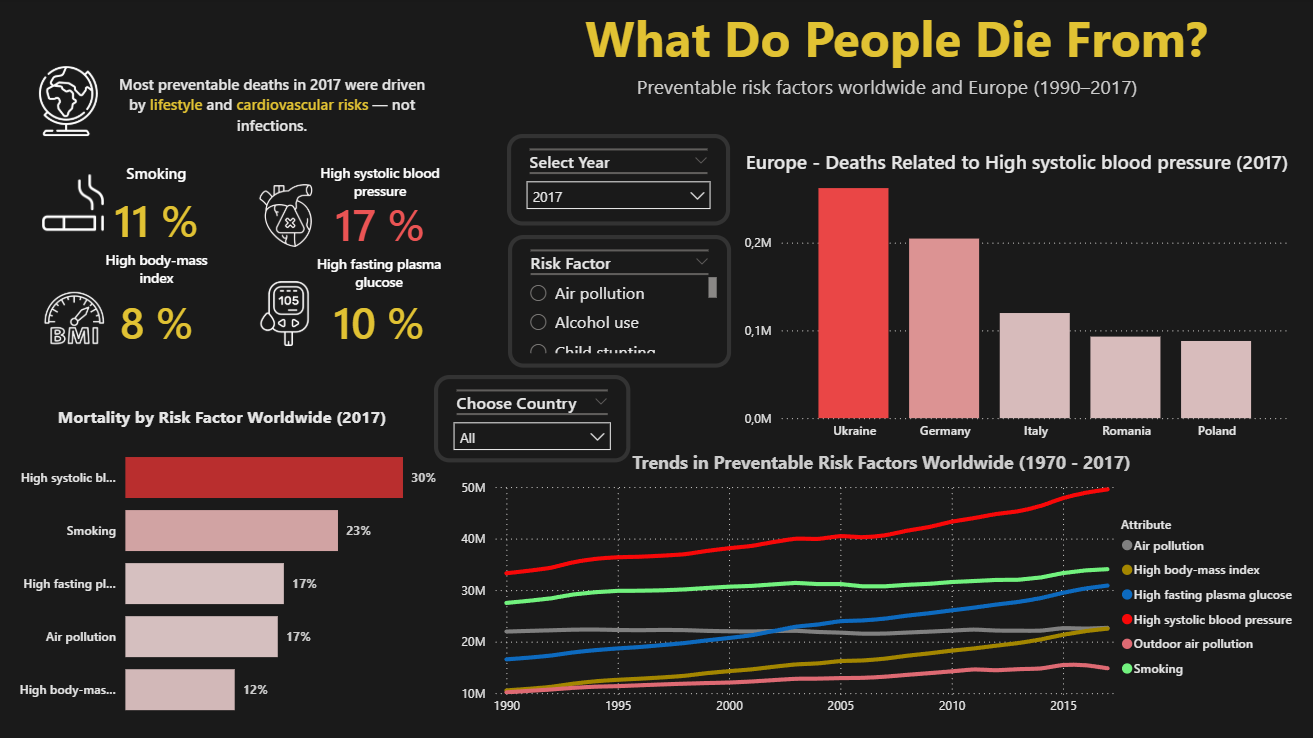 What Do People Die From?
Preventable risk factors worldwide and Europe (1990–2017)
Most preventable deaths in 2017 were driven
by lifestyle and cardiovascular risks — not
infections.
Smoking
11 %
High systolic blood
pressure
17 %
High body-mass
index
BMI
8 %
High fasting plasma
glucose
105
10 %
Select Year
2017
Risk Factor
Air pollution
Alcohol use
Child stunting
Choose Country
All
Europe - Deaths Related to High systolic blood pressure (2017)
0,2M
0,1M
0,0M
Ukraine
Germany
Italy
Romania
Poland
Mortality by Risk Factor Worldwide (2017)
High systolic bl...
30%
Smoking
23%
High fasting pl...
17%
Air pollution
17%
High body-mas...
12%
Trends in Preventable Risk Factors Worldwide (1970 - 2017)
50M
40M
30M
20M
10M
1990
1995
2000
2005
2010
2015
Attribute
Air pollution
High body-mass index
High fasting plasma glucose
High systolic blood pressure
Outdoor air pollution
Smoking